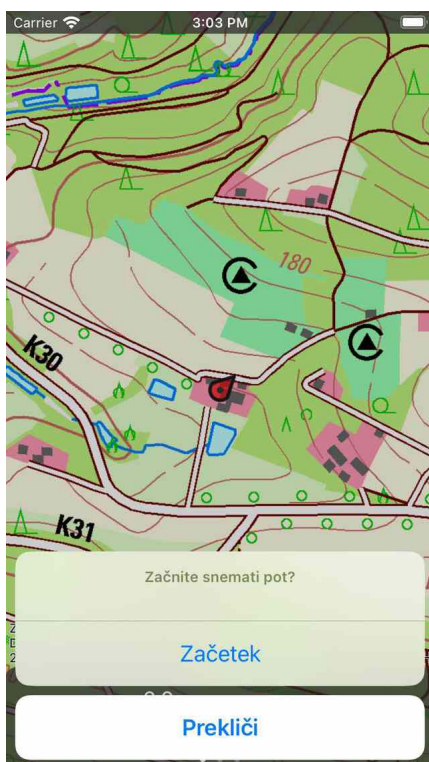 Carrier 3:03 PM
180
K30
K31
Začnite snemati pot?
Začetek
Prekliči